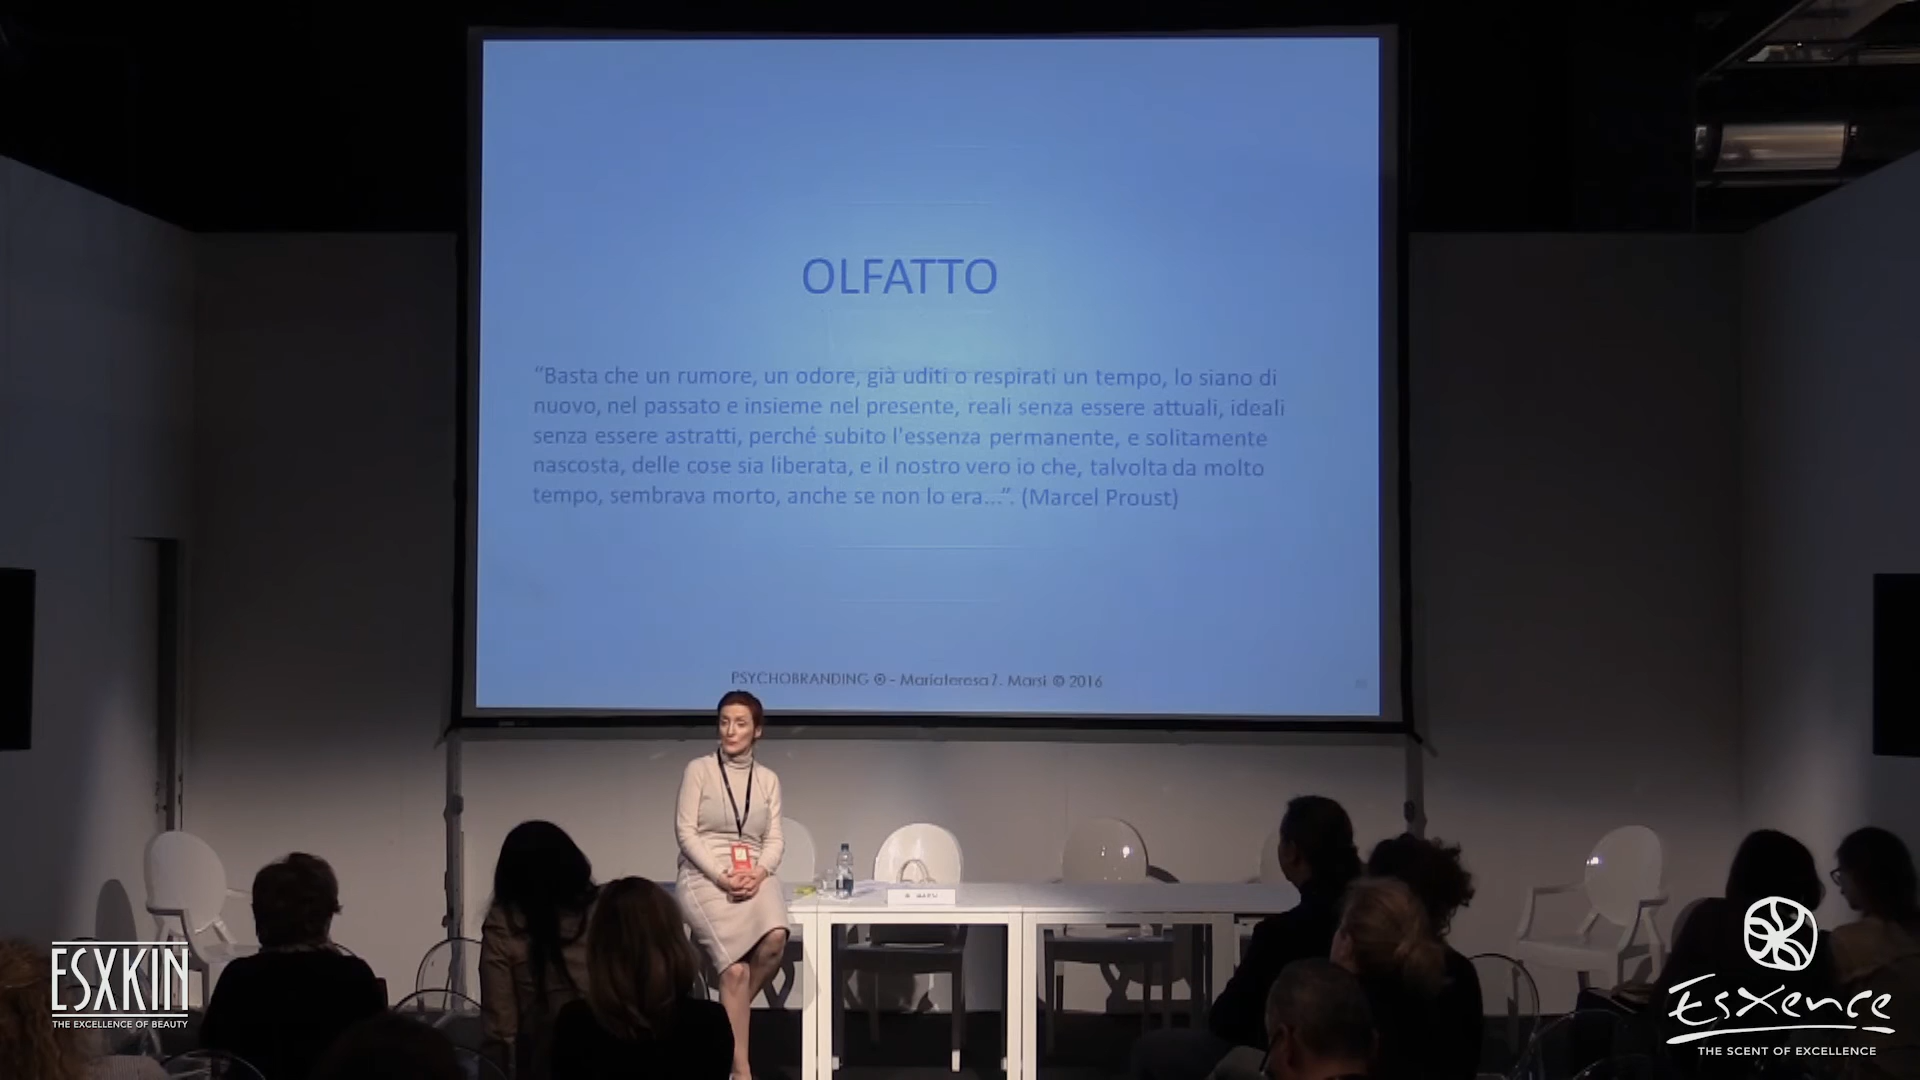 OLFATTO
“Basta che un rumore, un odore, già uditi o respirati un tempo, lo siano di
nuovo, nel passato e insieme nel presente, reali senza essere attuali, ideali
senza essere astratti, perché subito l'essenza permanente, e solitamente
nascosta, delle cose sia liberata, e il nostro vero io che, talvolta da molto
tempo, sembrava morto, anche se non lo era...”. (Marcel Proust)
PSYCHOBRANDING ® - Mariateresa Marsi © 2016
ESXKIN
THE EXCELLENCE OF BEAUTY
Esxence
THE SCENT OF EXCELLENCE